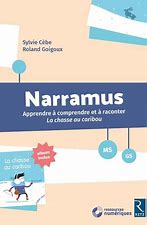 Sylvie Cèbe
Roland Goigoux
Narramus
Apprendre à comprendre et à raconter
La chasse au caribou
MS
GS
La chasse
au caribou
ressources
numériques
RETZ